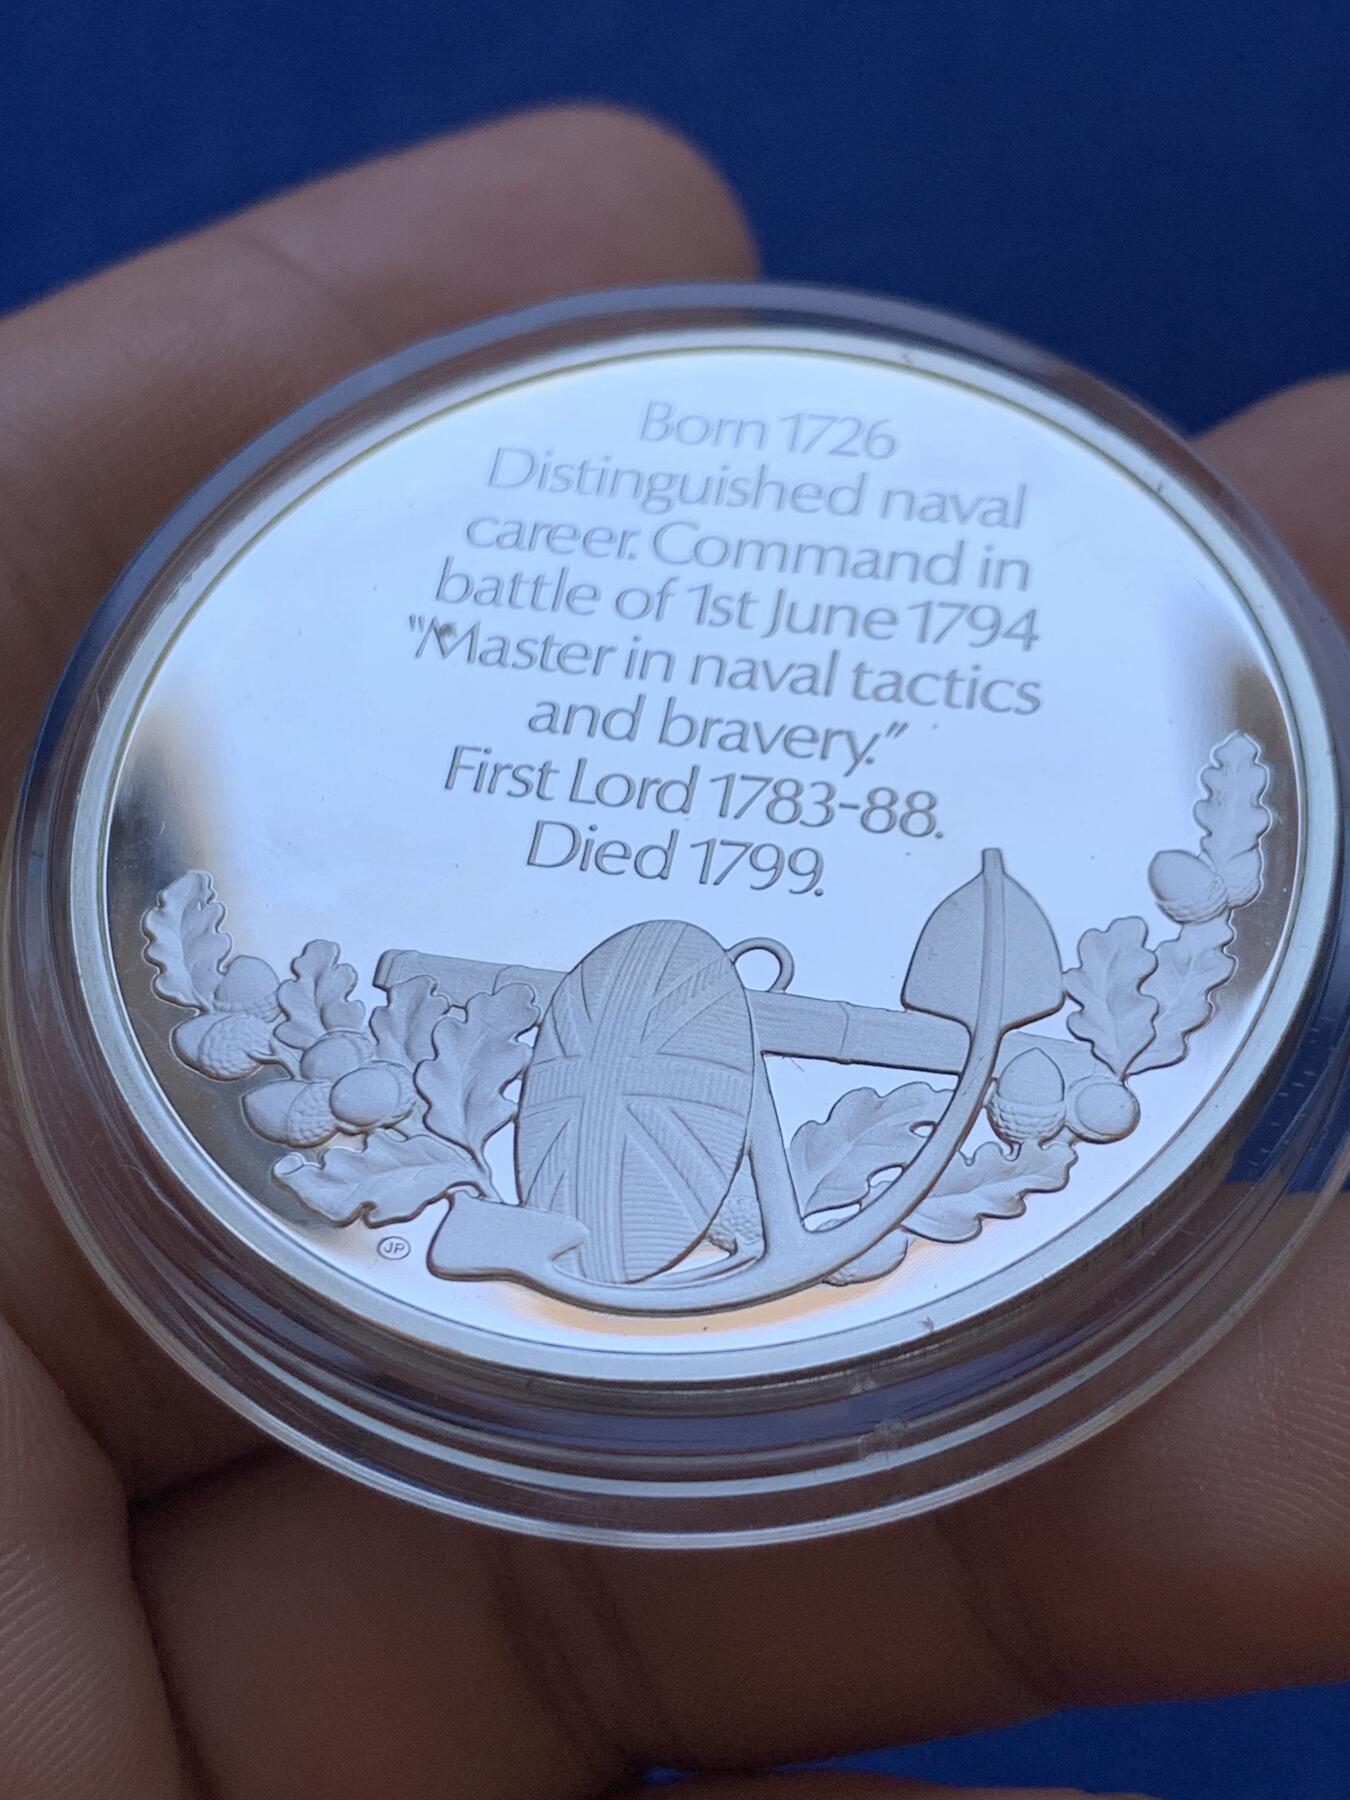 Born 1726
Distinguished naval
career. Command in
battle of 1st June 1794
"Master in naval tactics
and bravery."
First Lord 1783-88.
Died 1799.
JP